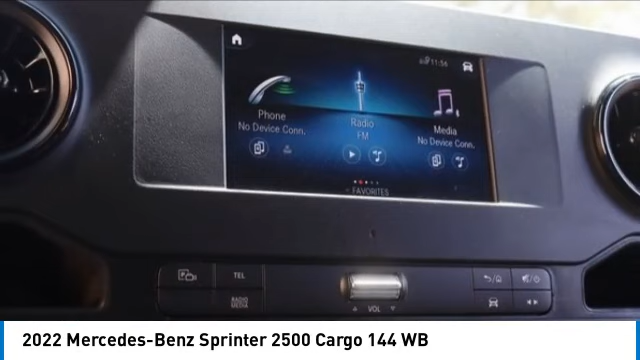 11:56
Phone
No Device Conn.
Radio
FM
Media
No Device Conn.
FAVORITES
TEL
RADIO
MEDIA
VOL
2022 Mercedes-Benz Sprinter 2500 Cargo 144 WB